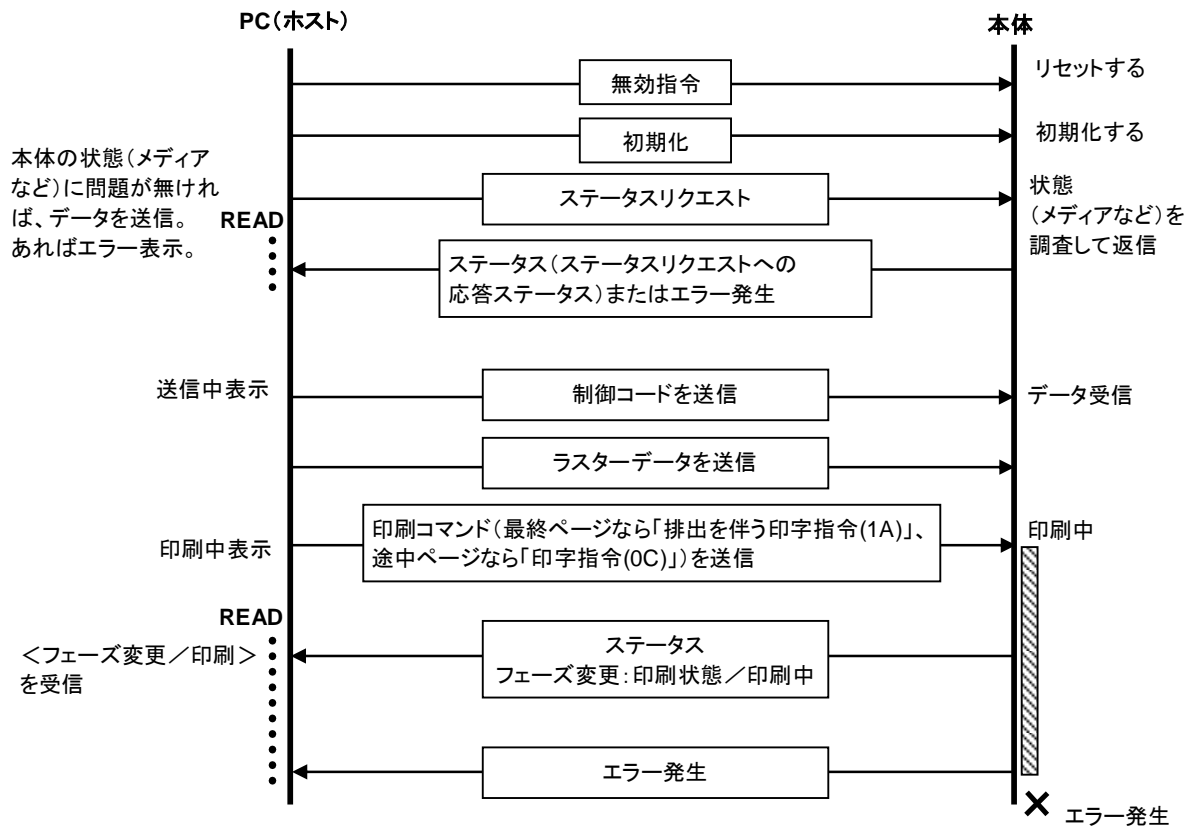 PC（ホスト）
本体
無効指令
リセットする
初期化
初期化する
本体の状態（メディア
などに）問題が無けれ
ば、データを送信。
あればエラー表示。
READ
ステータスリクエスト
状態
（メディアなど）を
調査して返信
ステータス（ステータスリクエストへの
応答ステータス）またはエラー発生
送信中表示
制御コードを送信
データ受信
ラスターデータを送信
印刷中表示
印刷コマンド（最終ページなら「排出を伴う印字指令(1A)」、
途中ページなら「印字指令(0C)」）を送信
印刷中
READ
＜フェーズ変更／印刷＞
を受信
ステータス
フェーズ変更：印刷状態／印刷中
エラー発生
エラー発生